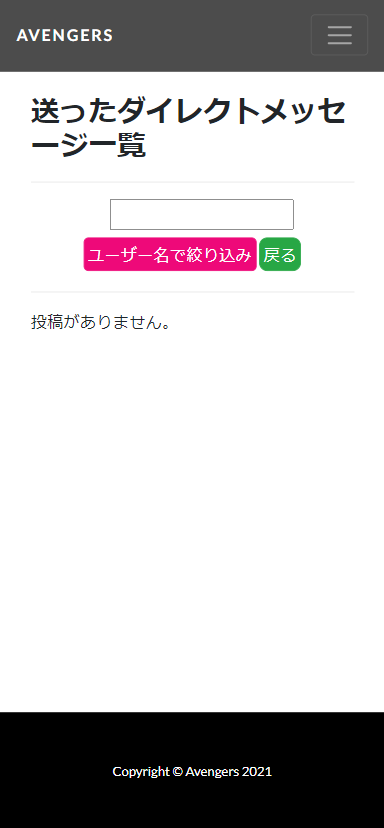 AVENGERS
送ったダイレクトメッセ
ージ一覧
ユーザー名で絞り込み 戻る
投稿がありません。
Copyright © Avengers 2021